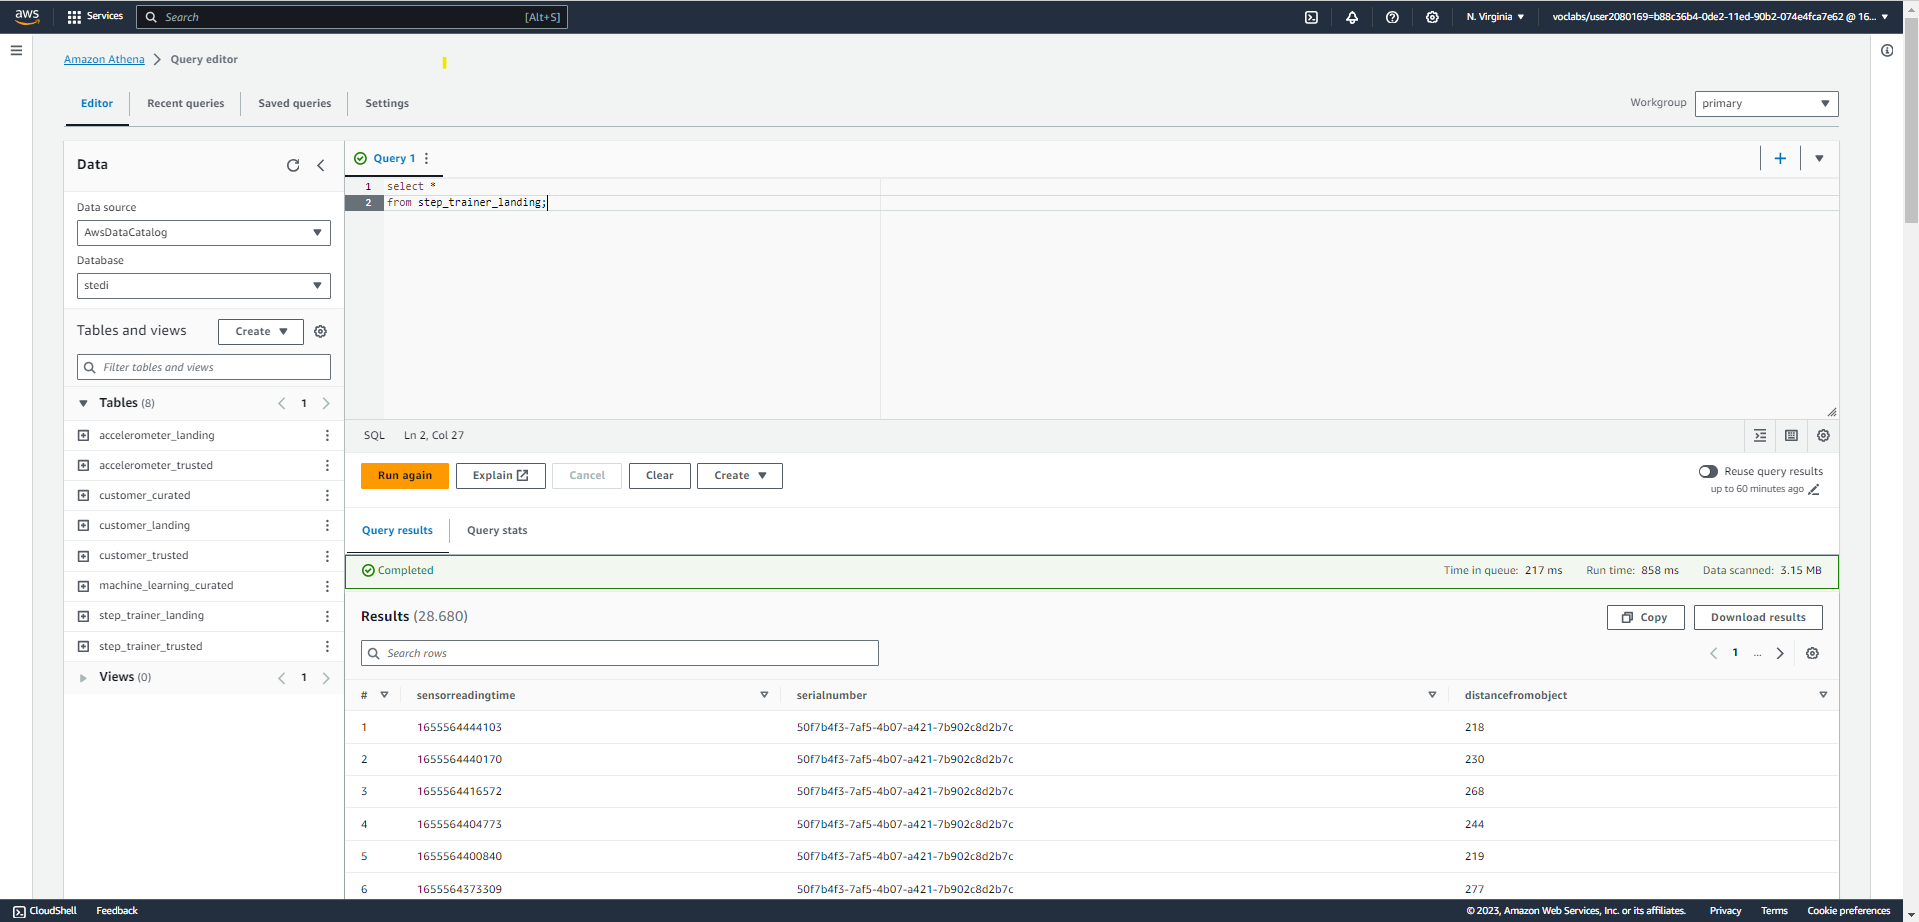 aws Services Search [Alt+S] N. Virginia voclabs/user2080169=b88c36b4-0de2-11ed-90b2-074e4fca7e62 @ 16...
Amazon Athena Query editor
Editor Recent queries Saved queries Settings Workgroup primary
Data
Data source
AwsDataCatalog
Database
stedi
Tables and views Create
Filter tables and views
Tables (8) 1
accelerometer_landing
accelerometer_trusted
customer_curated
customer_landing
customer_trusted
machine_learning_curated
step_trainer_landing
step_trainer_trusted
Views (0) 1
Query 1
1 select *
2 from step_trainer_landing;
SQL Ln 2, Col 27
Run again Explain Cancel Clear Create Reuse query results
up to 60 minutes ago
Query results Query stats
Completed Time in queue: 217 ms Run time: 858 ms Data scanned: 3.15 MB
Results (28.680) Copy Download results
Search rows 1 ...
# sensorreadingtime serialnumber distancefromobject
1 1655564444103 50f7b4f3-7af5-4b07-a421-7b902c8d2b7c 218
2 1655564440170 50f7b4f3-7af5-4b07-a421-7b902c8d2b7c 230
3 1655564416572 50f7b4f3-7af5-4b07-a421-7b902c8d2b7c 268
4 1655564404773 50f7b4f3-7af5-4b07-a421-7b902c8d2b7c 244
5 1655564400840 50f7b4f3-7af5-4b07-a421-7b902c8d2b7c 219
6 1655564373309 50f7b4f3-7af5-4b07-a421-7b902c8d2b7c 277
CloudShell Feedback © 2023, Amazon Web Services, Inc. or its affiliates. Privacy Terms Cookie preferences